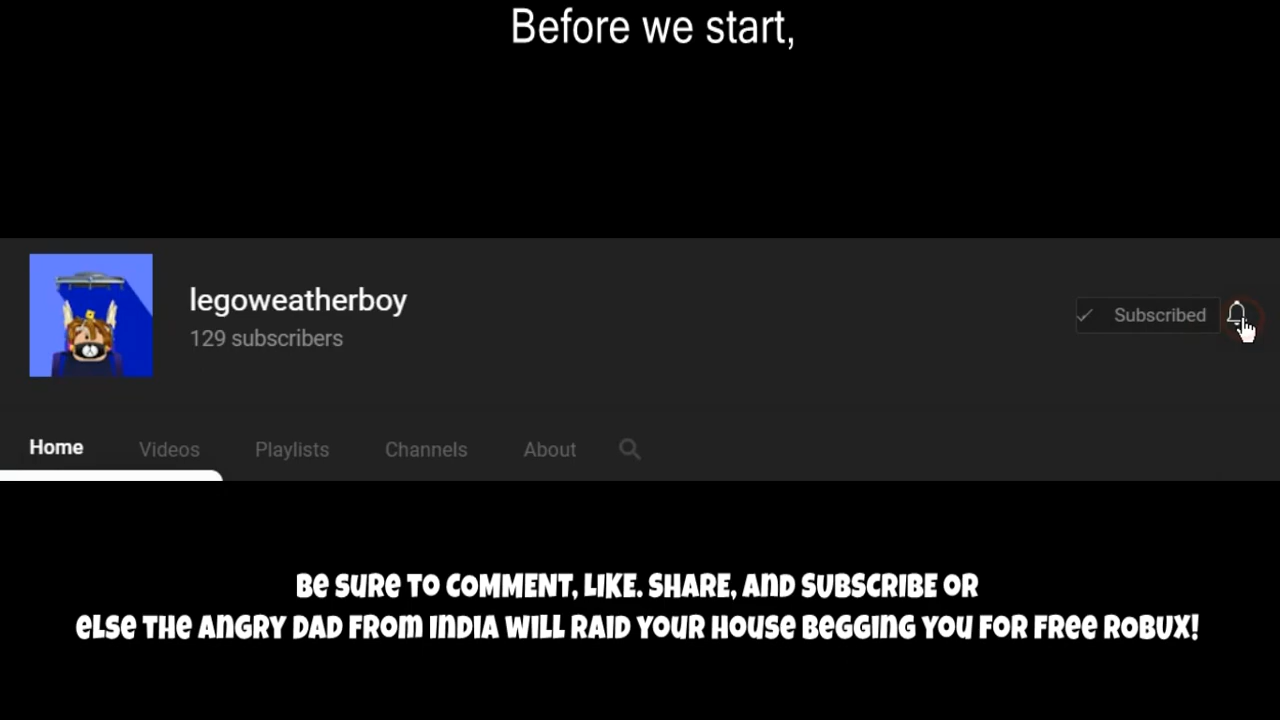 Before we start,
legoweatherboy
129 subscribers
Subscribed
Home Videos Playlists Channels About
Be sure to comment, like. share, and subscribe or
else the angry dad from india will raid your house begging you for free robux!